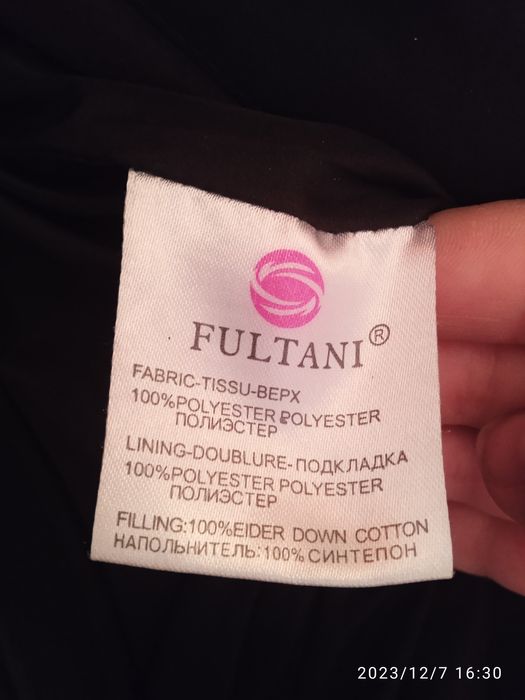 FULTANI®
FABRIC-TISSU-ВЕРХ
100%POLYESTER POLYESTER
ПОЛИЭСТЕР
LINING-DOUBLURE-ПОДКЛАДКА
100%POLYESTER POLYESTER
ПОЛИЭСТЕР
FILLING:100%EIDER DOWN COTTON
НАПОЛЬНИТЕЛЬ:100% СИНТЕПОН
2023/12/7 16:30